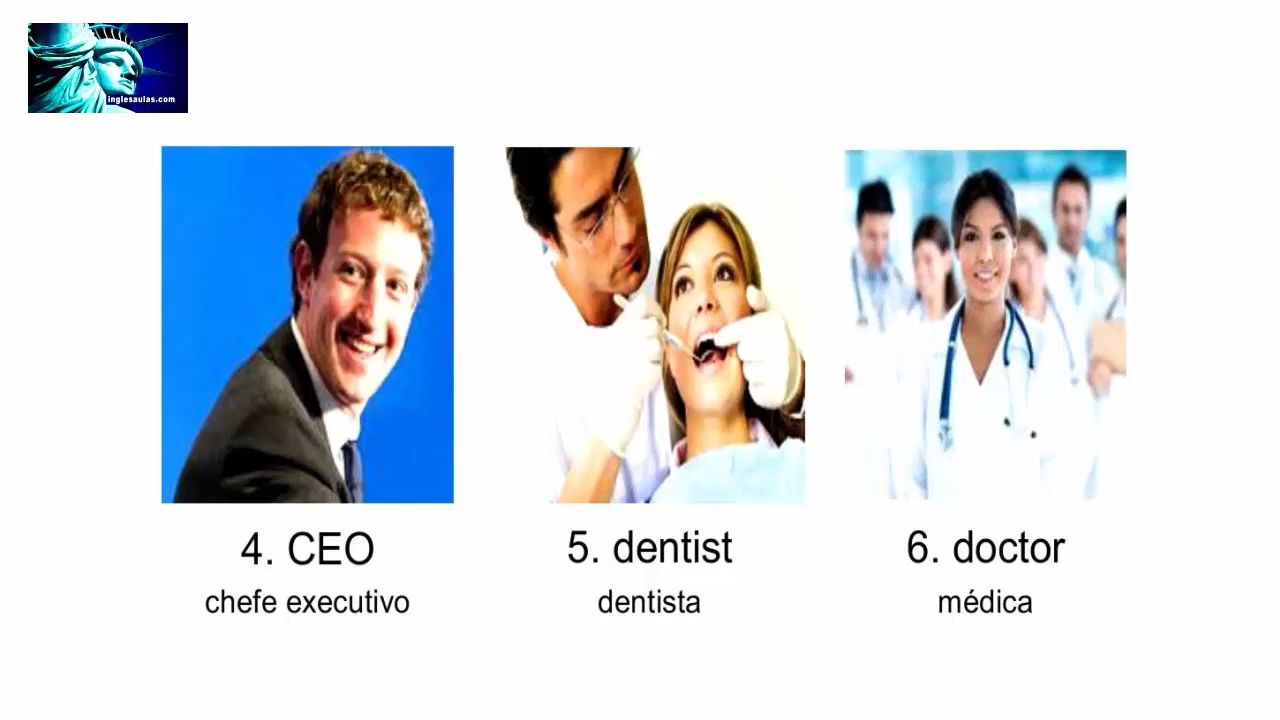 inglesaulas.com
4. CEO
chefe executivo
5. dentist
dentista
6. doctor
médica